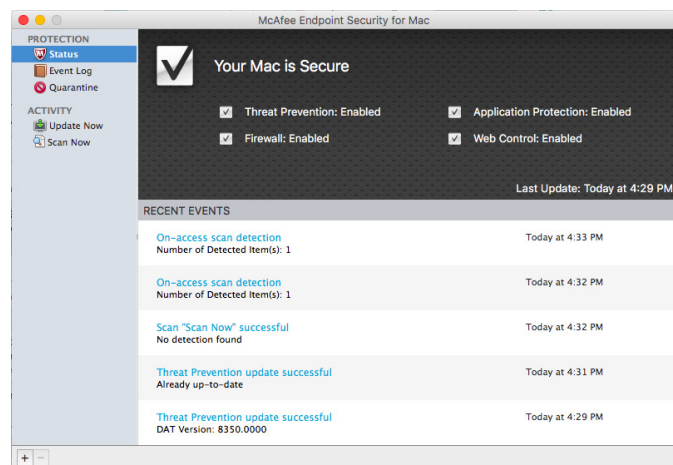 McAfee Endpoint Security for Mac
PROTECTION
Status
Event Log
Quarantine
ACTIVITY
Update Now
Scan Now
Your Mac is Secure
Threat Prevention: Enabled
Application Protection: Enabled
Firewall: Enabled
Web Control: Enabled
Last Update: Today at 4:29 PM
RECENT EVENTS
On-access scan detection
Today at 4:33 PM
Number of Detected Item(s): 1
On-access scan detection
Today at 4:32 PM
Number of Detected Item(s): 1
Scan "Scan Now" successful
Today at 4:32 PM
No detection found
Threat Prevention update successful
Today at 4:31 PM
Already up-to-date
Threat Prevention update successful
Today at 4:29 PM
DAT Version: 8350.0000